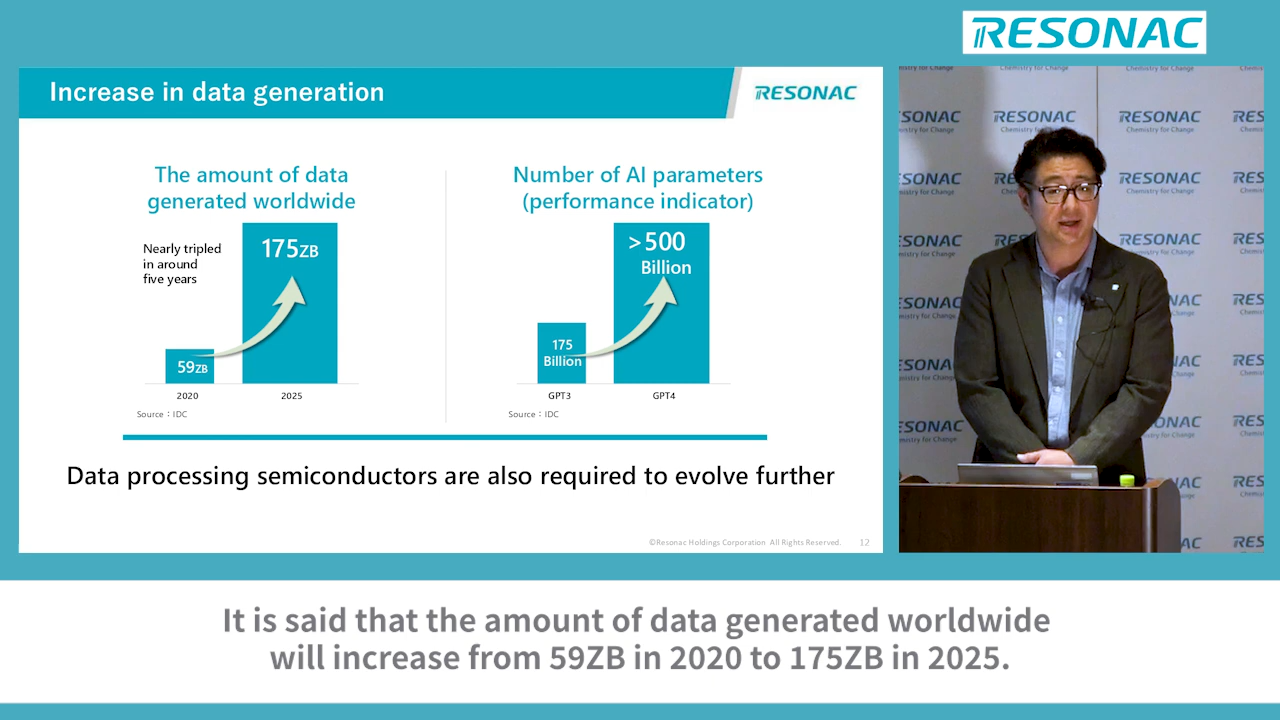 RESONAC
Increase in data generation
RESONAC
The amount of data
generated worldwide
Nearly tripled
in around
five years
175ZB
59ZB
2020
2025
Source：IDC
Number of AI parameters
(performance indicator)
>500
Billion
175
Billion
GPT3
GPT4
Source：IDC
Data processing semiconductors are also required to evolve further
©Resonac Holdings Corporation All Rights Reserved.
12
RESONAC
Chemistry for Change
RESONAC
Chemistry for Change
It is said that the amount of data generated worldwide
will increase from 59ZB in 2020 to 175ZB in 2025.